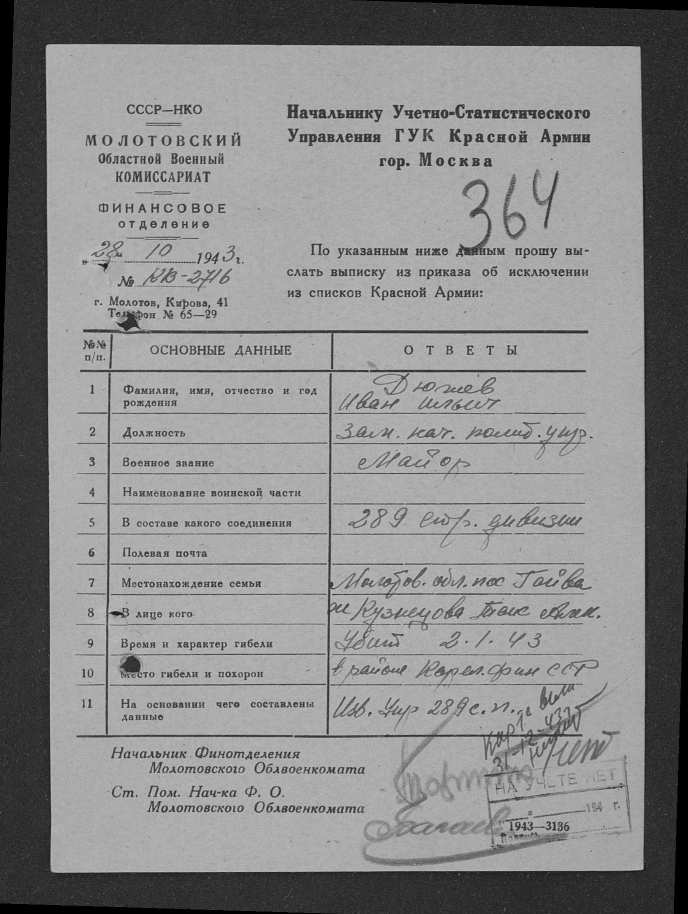 СССР—НКО
МОЛОТОВСКИЙ
Областной Военный
КОМИССАРИАТ
ФИНАНСОВОЕ
отделение
„28“ 10 1943 г.
№ КВ-2716
г. Молотов, Кирова, 41
Телефон № 65—29
Начальнику Учетно-Статистического
Управления ГУК Красной Армии
гор. Москва
364
По указанным ниже данным прошу вы-
слать выписку из приказа об исключении
из списков Красной Армии:
№№ п/п. ОСНОВНЫЕ ДАННЫЕ ОТВЕТЫ
1 Фамилия, имя, отчество и год
рождения
Дюжев
Иван Ильич
2 Должность Зам. нач. полит.
3 Военное звание Майор
4 Наименование воинской части
5 В составе какого соединения 289 стр. дивизии
6 Полевая почта
7 Местонахождение семьи Молотов. обл. пос Гайва
8 В лице кого Кузнецова
9 Время и характер гибели Убит 2.1.43
10 Место гибели и похорон в районе Карел. фин ССР
11 На основании чего составлены
данные
Изв. 289 с.п.
Начальник Финотделения
Молотовского Облвоенкомата
Ст. Пом. Нач-ка Ф. О.
Молотовского Облвоенкомата
Карта
31-12-43
НА УЧЕТЕ НЕТ
194 г.
1943—3136